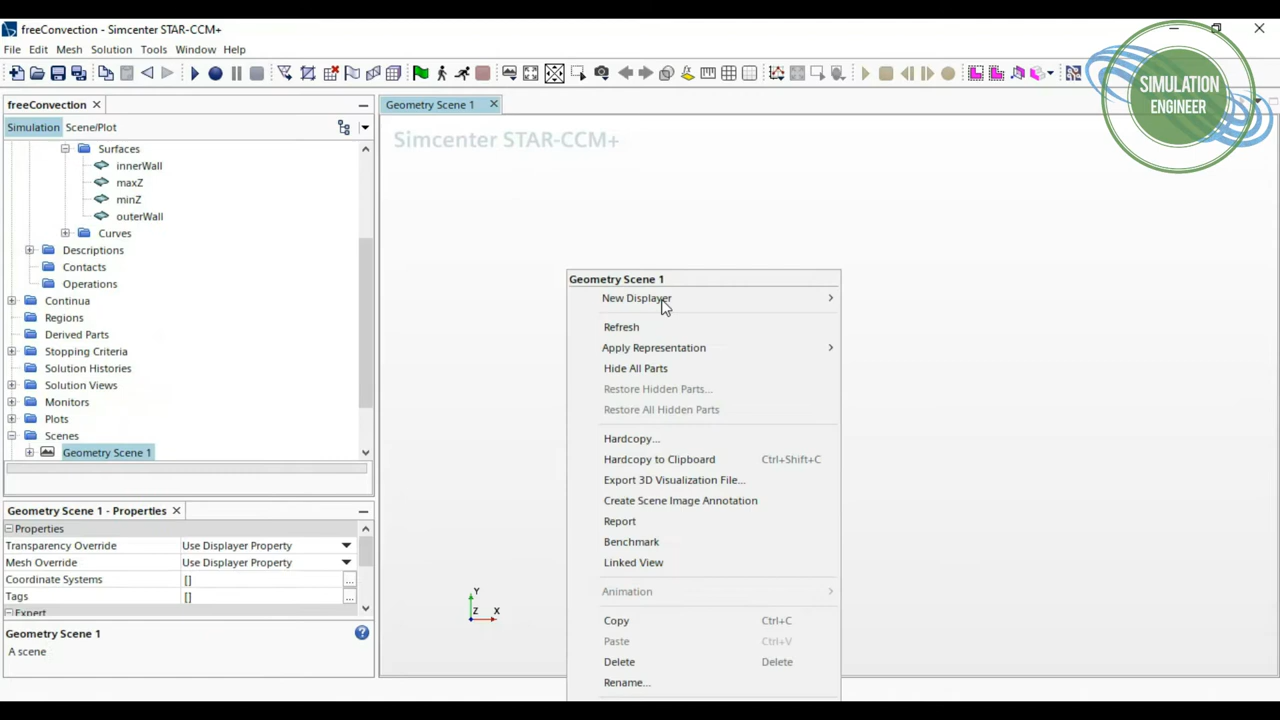 freeConvection - Simcenter STAR-CCM+
File Edit Mesh Solution Tools Window Help
SIMULATION
ENGINEER
freeConvection
Geometry Scene 1
Simulation Scene/Plot
Simcenter STAR-CCM+
Surfaces
innerWall
maxZ
minZ
outerWall
Curves
Descriptions
Contacts
Operations
Continua
Regions
Derived Parts
Stopping Criteria
Solution Histories
Solution Views
Monitors
Plots
Scenes
Geometry Scene 1
Geometry Scene 1 - Properties
Properties
Transparency Override Use Displayer Property
Mesh Override Use Displayer Property
Coordinate Systems []
Tags []
Expert
Geometry Scene 1
A scene
Geometry Scene 1
New Displayer
Refresh
Apply Representation
Hide All Parts
Restore Hidden Parts...
Restore All Hidden Parts
Hardcopy...
Hardcopy to Clipboard Ctrl+Shift+C
Export 3D Visualization File...
Create Scene Image Annotation
Report
Benchmark
Linked View
Animation
Copy Ctrl+C
Paste Ctrl+V
Delete Delete
Rename...
Y
Z X